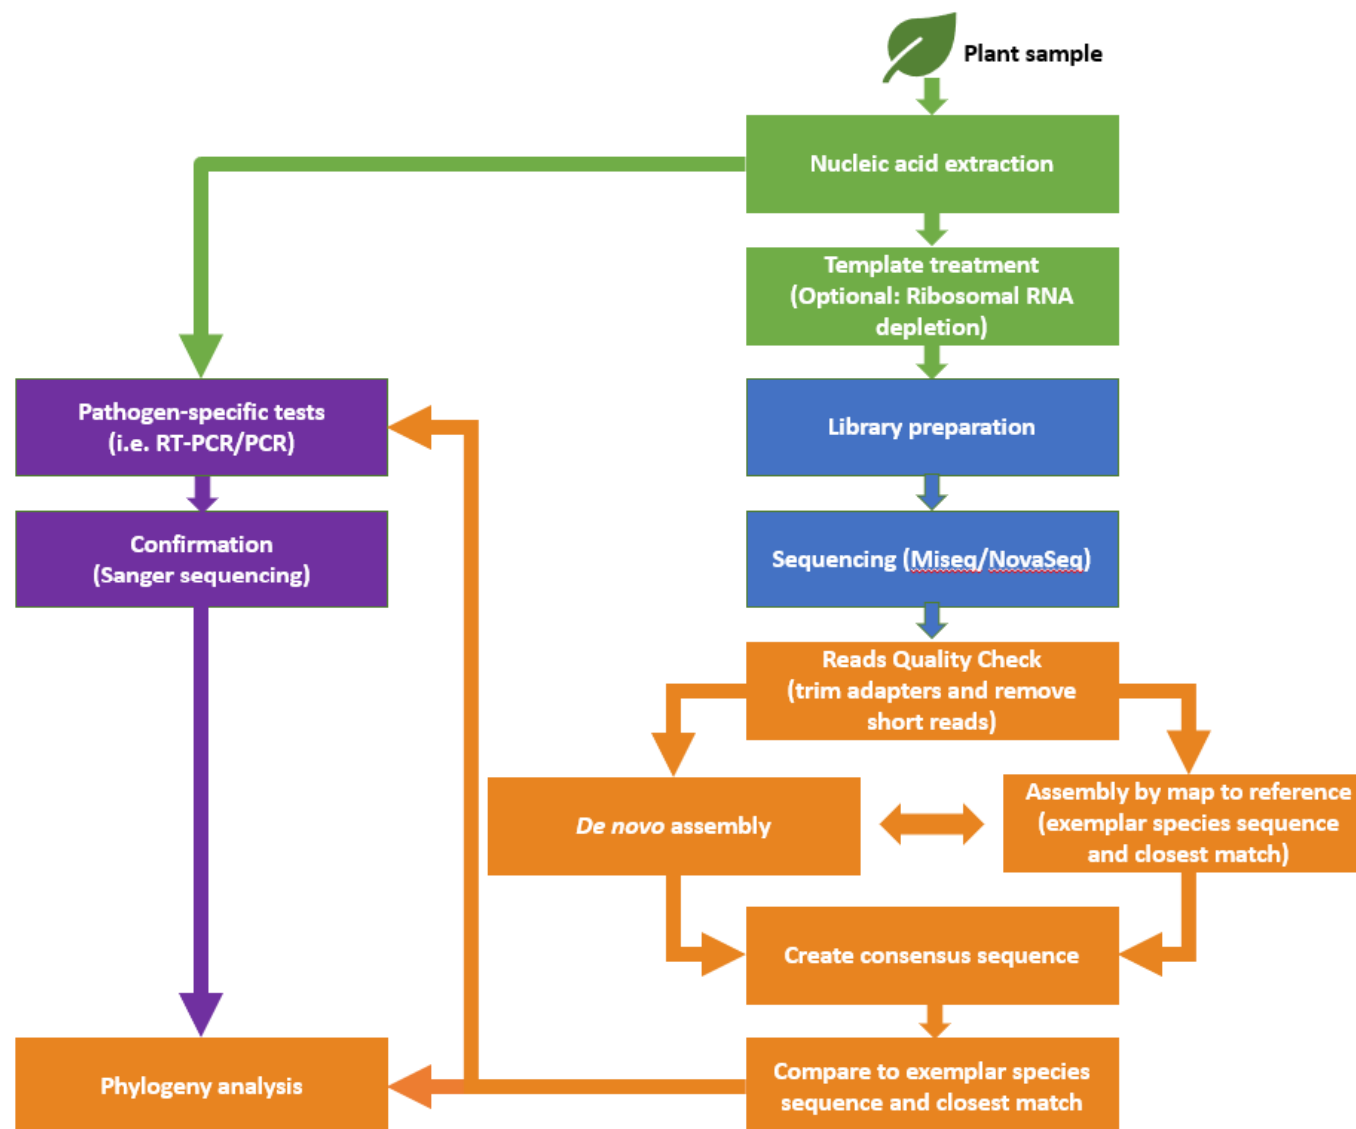 Plant sample
Nucleic acid extraction
Template treatment
(Optional: Ribosomal RNA
depletion)
Pathogen-specific tests
(i.e. RT-PCR/PCR)
Library preparation
Confirmation
(Sanger sequencing)
Sequencing (Miseq/NovaSeq)
Reads Quality Check
(trim adapters and remove
short reads)
De novo assembly
Assembly by map to reference
(exemplar species sequence
and closest match)
Create consensus sequence
Phylogeny analysis
Compare to exemplar species
sequence and closest match